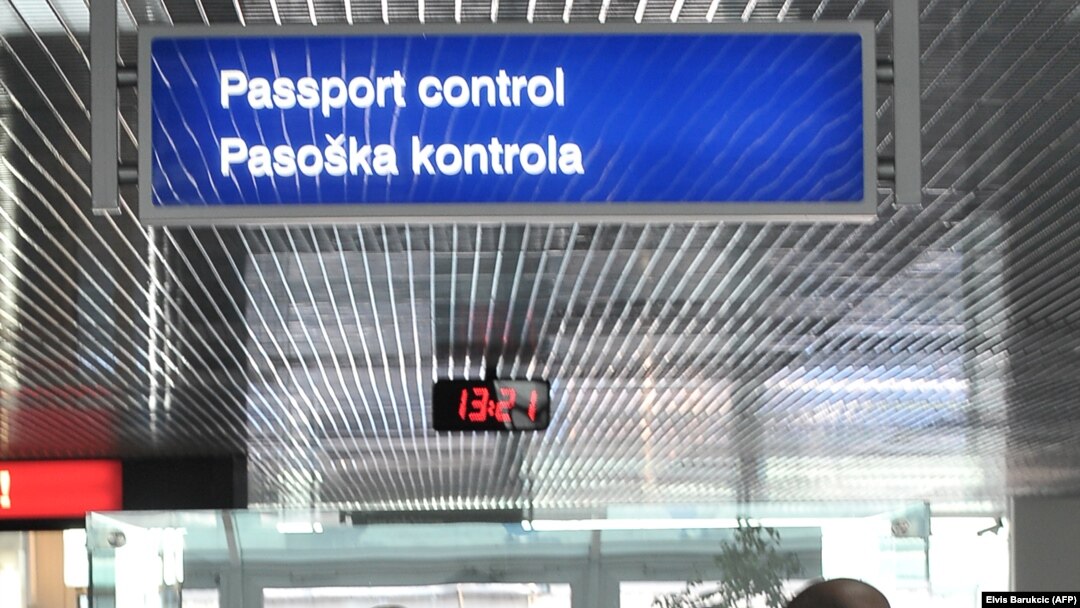 Passport control
Pasoška kontrola
13:21
!
Elvis Barukcic (AFP)